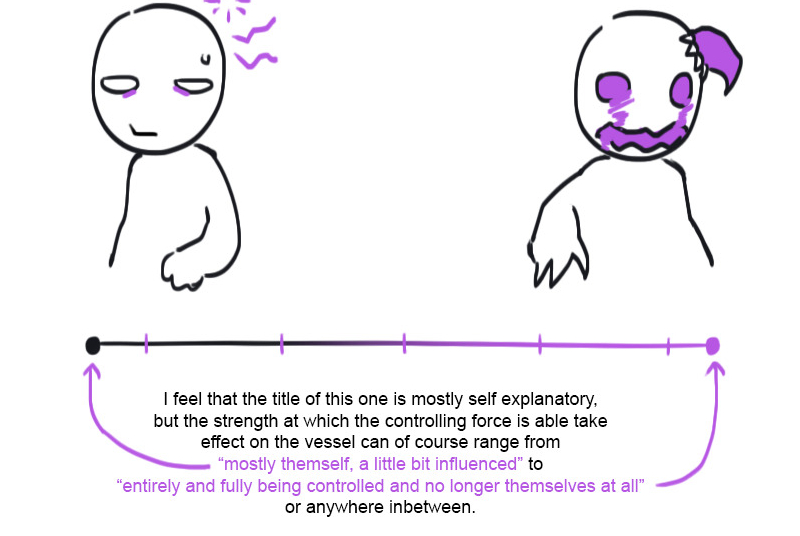 I feel that the title of this one is mostly self explanatory,
but the strength at which the controlling force is able take
effect on the vessel can of course range from
“mostly themself, a little bit influenced” to
“entirely and fully being controlled and no longer themselves at all”
or anywhere inbetween.